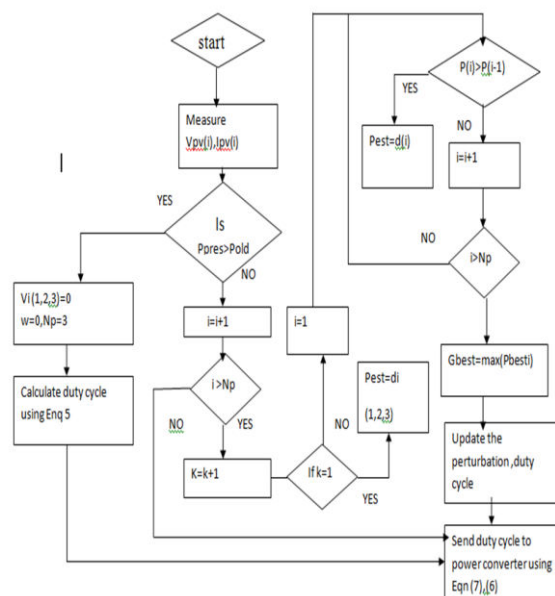 start
Measure
Vpv(i),Ipv(i)
YES
Is
Ppres>Pold
NO
Vi (1,2,3)=0
w=0,Np=3
Calculate duty cycle
using Enq 5
i=i+1
i >Np
NO
YES
K=k+1
If k=1
NO
YES
i=1
Pest=di
(1,2,3)
P(i)>P(i-1)
YES
NO
Pest=d(i)
i=i+1
NO
i>Np
Gbest=max(Pbesti)
Update the
perturbation ,duty
cycle
Send duty cycle to
power converter using
Eqn (7),(6)